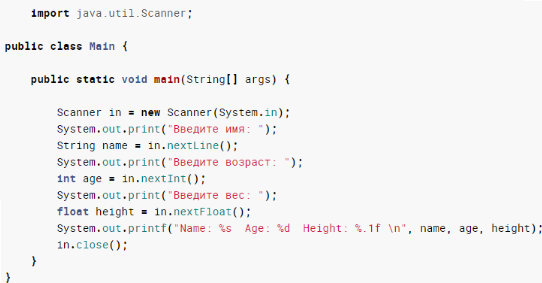 import java.util.Scanner;
public class Main {
public static void main(String[] args) {
Scanner in = new Scanner(System.in);
System.out.print("Введите имя: ");
String name = in.nextLine();
System.out.print("Введите возраст: ");
int age = in.nextInt();
System.out.print("Введите вес: ");
float height = in.nextFloat();
System.out.printf("Name: %s  Age: %d  Height: %.1f \n", name, age, height);
in.close();
}
}